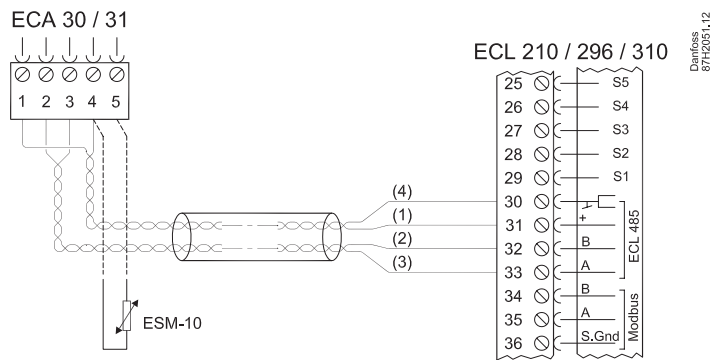 ECA 30 / 31
1 2 3 4 5
ESM-10
(4)
(1)
(2)
(3)
ECL 210 / 296 / 310
25 S5
26 S4
27 S3
28 S2
29 S1
30
31 +
32 B
33 A
34 B
35 A
36 S.Gnd
ECL 485
Modbus
Danfoss
87H2051.12